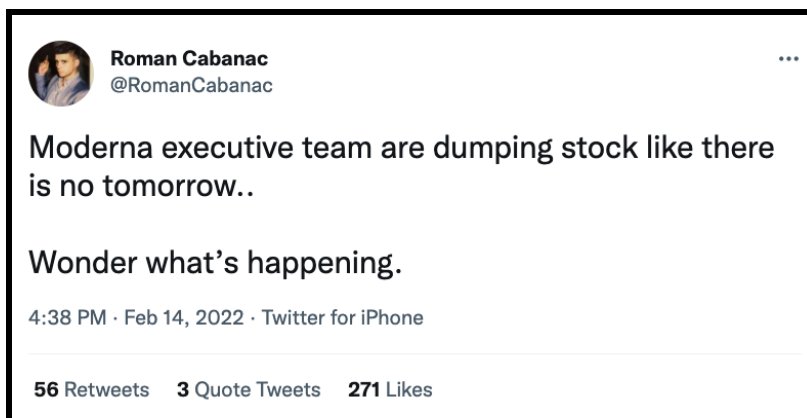 Roman Cabanac
@RomanCabanac
Moderna executive team are dumping stock like there
is no tomorrow..
Wonder what's happening.
4:38 PM · Feb 14, 2022 · Twitter for iPhone
56 Retweets 3 Quote Tweets 271 Likes